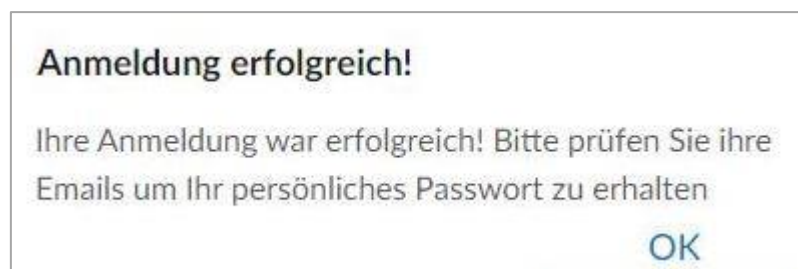 Anmeldung erfolgreich!
Ihre Anmeldung war erfolgreich! Bitte prüfen Sie ihre
Emails um Ihr persönliches Passwort zu erhalten
OK